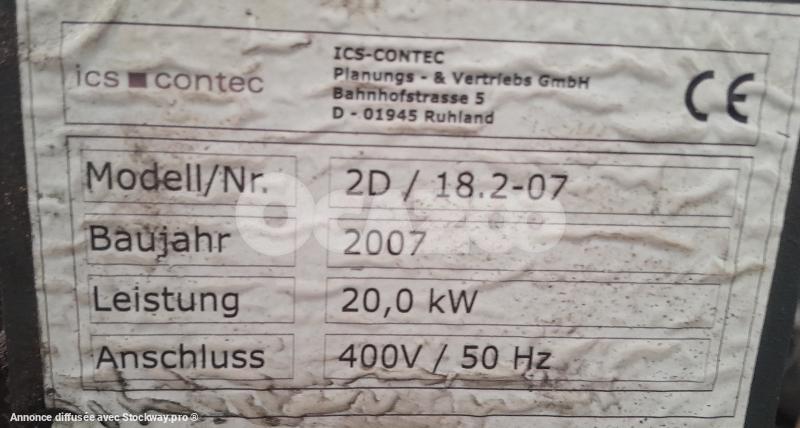 ics contec
ICS-CONTEC
Planungs - & Vertriebs GmbH
Bahnhofstrasse 5
D - 01945 Ruhland
CE
Modell/Nr. 2D / 18.2-07
Baujahr 2007
Leistung 20,0 kW
Anschluss 400V / 50 Hz
OCAZOO
Annonce diffusée avec Stockway.pro ®